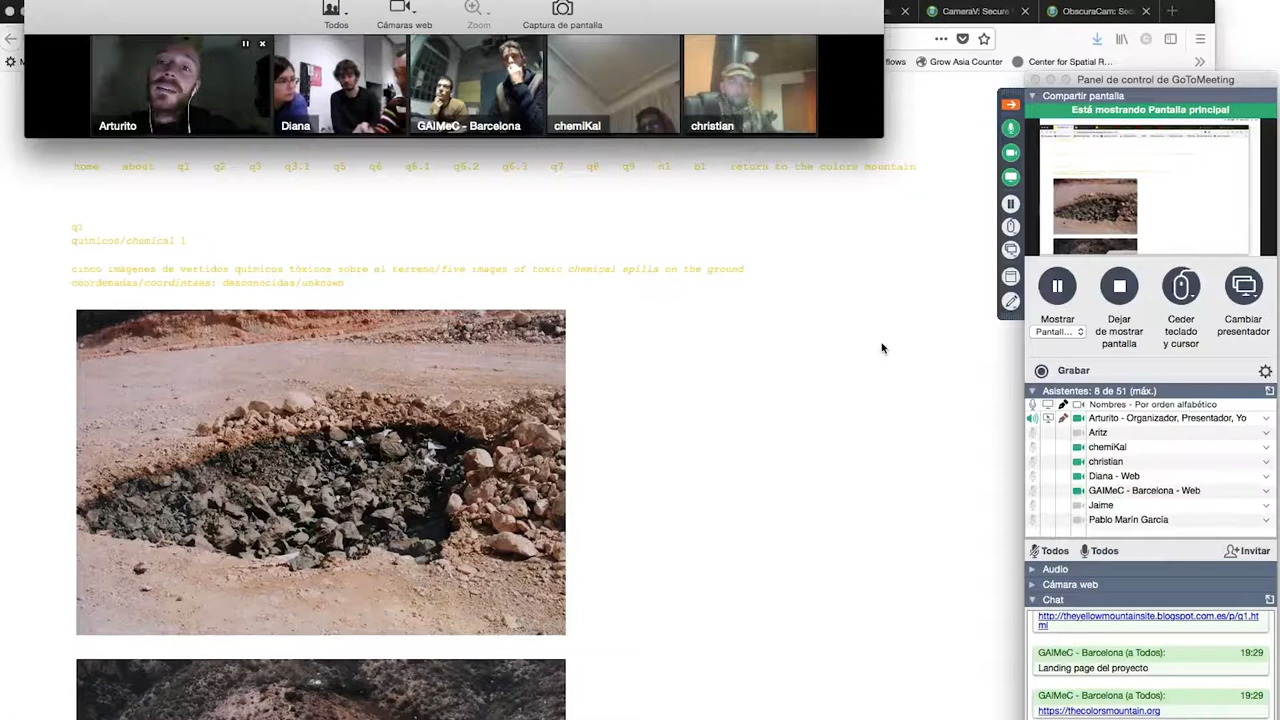 Todos
Cámaras web
Zoom
Captura de pantalla
CameraV: Secure
ObscuraCam: Sec
flows
Grow Asia Counter
Center for Spatial R...
Arturito
Diana
GAIMeC - Barcelona
chemiKal
christian
home about q1 q2 q3 q3.1 q5 q6 q6.1 q6.2 q6.3 q7 q8 q9 n1 b1 return to the colors mountain
q1
químicos/chemical 1
cinco imágenes de vertidos químicos tóxicos sobre el terreno/five images of toxic chemical spills on the ground
coordenadas/coordintaes: desconocidas/unknown
Panel de control de GoToMeeting
Compartir pantalla
Está mostrando Pantalla principal
Mostrar
Pantall...
Dejar
de mostrar
pantalla
Ceder
teclado
y cursor
Cambiar
presentador
Grabar
Asistentes: 8 de 51 (máx.)
Nombres - Por orden alfabético
Arturito - Organizador, Presentador, Yo
Aritz
chemiKal
christian
Diana - Web
GAIMeC - Barcelona - Web
Jaime
Pablo Marín García
Todos
Todos
Invitar
Audio
Cámara web
Chat
http://theyellowmountainsite.blogspot.com.es/p/q1.ht
ml
GAIMeC - Barcelona (a Todos): 19:29
Landing page del proyecto
GAIMeC - Barcelona (a Todos): 19:29
https://thecolorsmountain.org